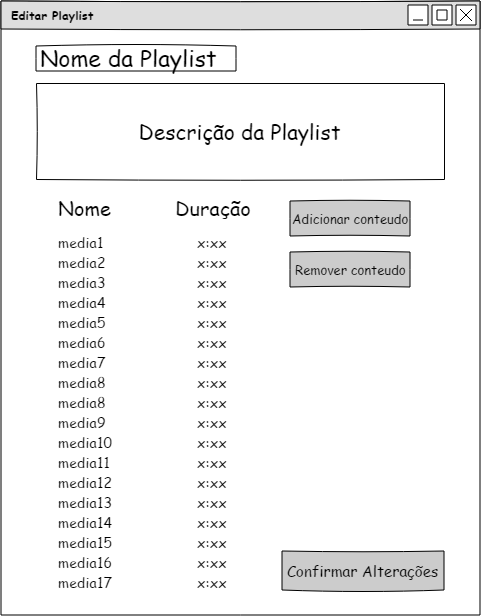 Editar Playlist
Nome da Playlist
Descrição da Playlist
Nome Duração Adicionar conteudo
media1 x:xx
media2 x:xx
media3 x:xx Remover conteudo
media4 x:xx
media5 x:xx
media6 x:xx
media7 x:xx
media8 x:xx
media8 x:xx
media9 x:xx
media10 x:xx
media11 x:xx
media12 x:xx
media13 x:xx
media14 x:xx
media15 x:xx
media16 x:xx Confirmar Alterações
media17 x:xx